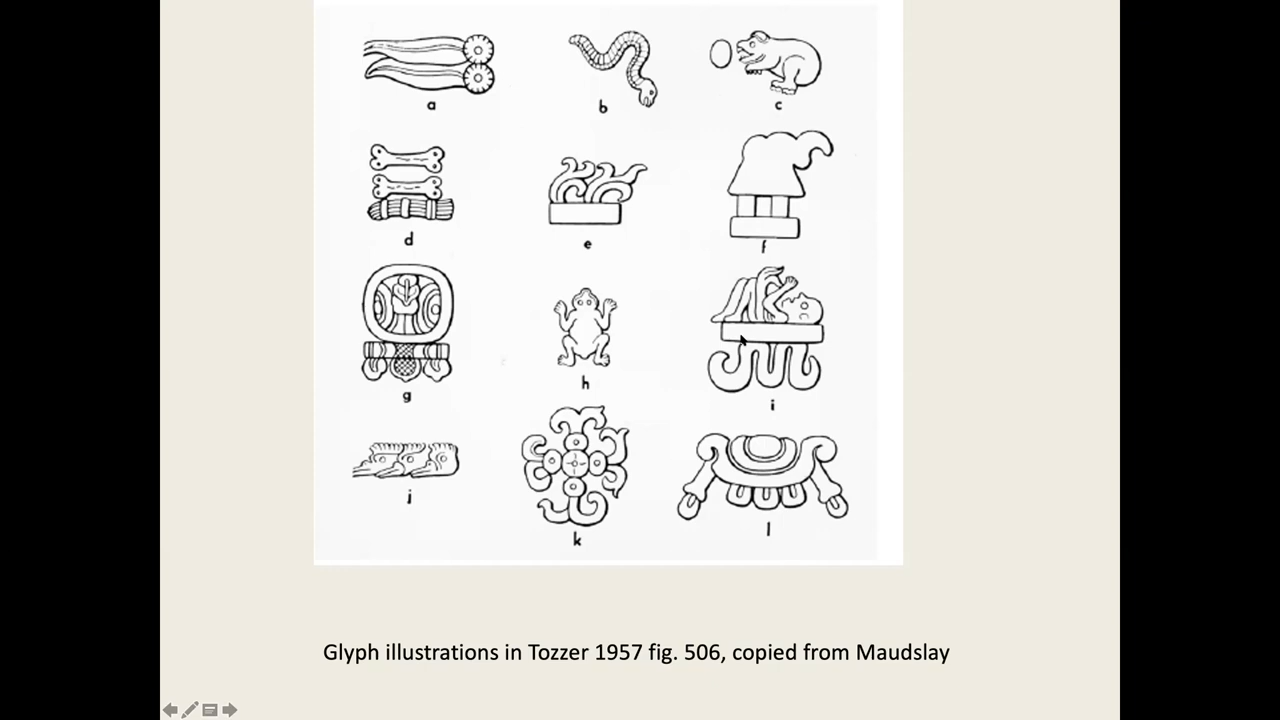 a
b
c
d
e
f
g
h
i
j
k
l
Glyph illustrations in Tozzer 1957 fig. 506, copied from Maudslay